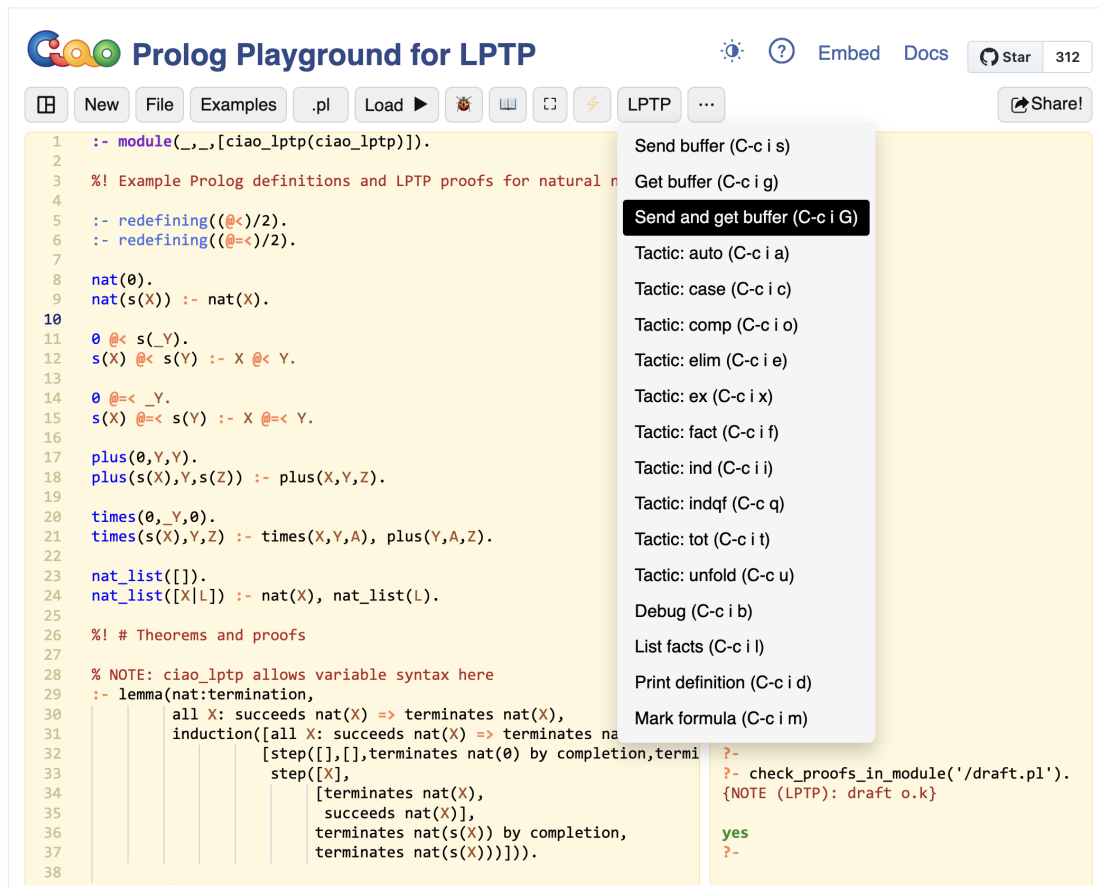 Ciao Prolog Playground for LPTP
Embed Docs Star 312
New File Examples .pl Load ▶ LPTP ... Share!
1 :- module(_,_,[ciao_lptp(ciao_lptp)]).
2
3 %! Example Prolog definitions and LPTP proofs for natural n
4
5 :- redefining((@<)/2).
6 :- redefining((@=<)/2).
7
8 nat(0).
9 nat(s(X)) :- nat(X).
10
11 0 @< s(_Y).
12 s(X) @< s(Y) :- X @< Y.
13
14 0 @=< _Y.
15 s(X) @=< s(Y) :- X @=< Y.
16
17 plus(0,Y,Y).
18 plus(s(X),Y,s(Z)) :- plus(X,Y,Z).
19
20 times(0,_Y,0).
21 times(s(X),Y,Z) :- times(X,Y,A), plus(Y,A,Z).
22
23 nat_list([]).
24 nat_list([X|L]) :- nat(X), nat_list(L).
25
26 %! # Theorems and proofs
27
28 % NOTE: ciao_lptp allows variable syntax here
29 :- lemma(nat:termination,
30 all X: succeeds nat(X) => terminates nat(X),
31 induction([all X: succeeds nat(X) => terminates na
32 [step([],[],terminates nat(0) by completion,termi
33 step([X],
34 [terminates nat(X),
35 succeeds nat(X)],
36 terminates nat(s(X)) by completion,
37 terminates nat(s(X)))])).
38
Send buffer (C-c i s)
Get buffer (C-c i g)
Send and get buffer (C-c i G)
Tactic: auto (C-c i a)
Tactic: case (C-c i c)
Tactic: comp (C-c i o)
Tactic: elim (C-c i e)
Tactic: ex (C-c i x)
Tactic: fact (C-c i f)
Tactic: ind (C-c i i)
Tactic: indqf (C-c q)
Tactic: tot (C-c i t)
Tactic: unfold (C-c u)
Debug (C-c i b)
List facts (C-c i l)
Print definition (C-c i d)
Mark formula (C-c i m)
?-
?- check_proofs_in_module('/draft.pl').
{NOTE (LPTP): draft o.k}
yes
?-